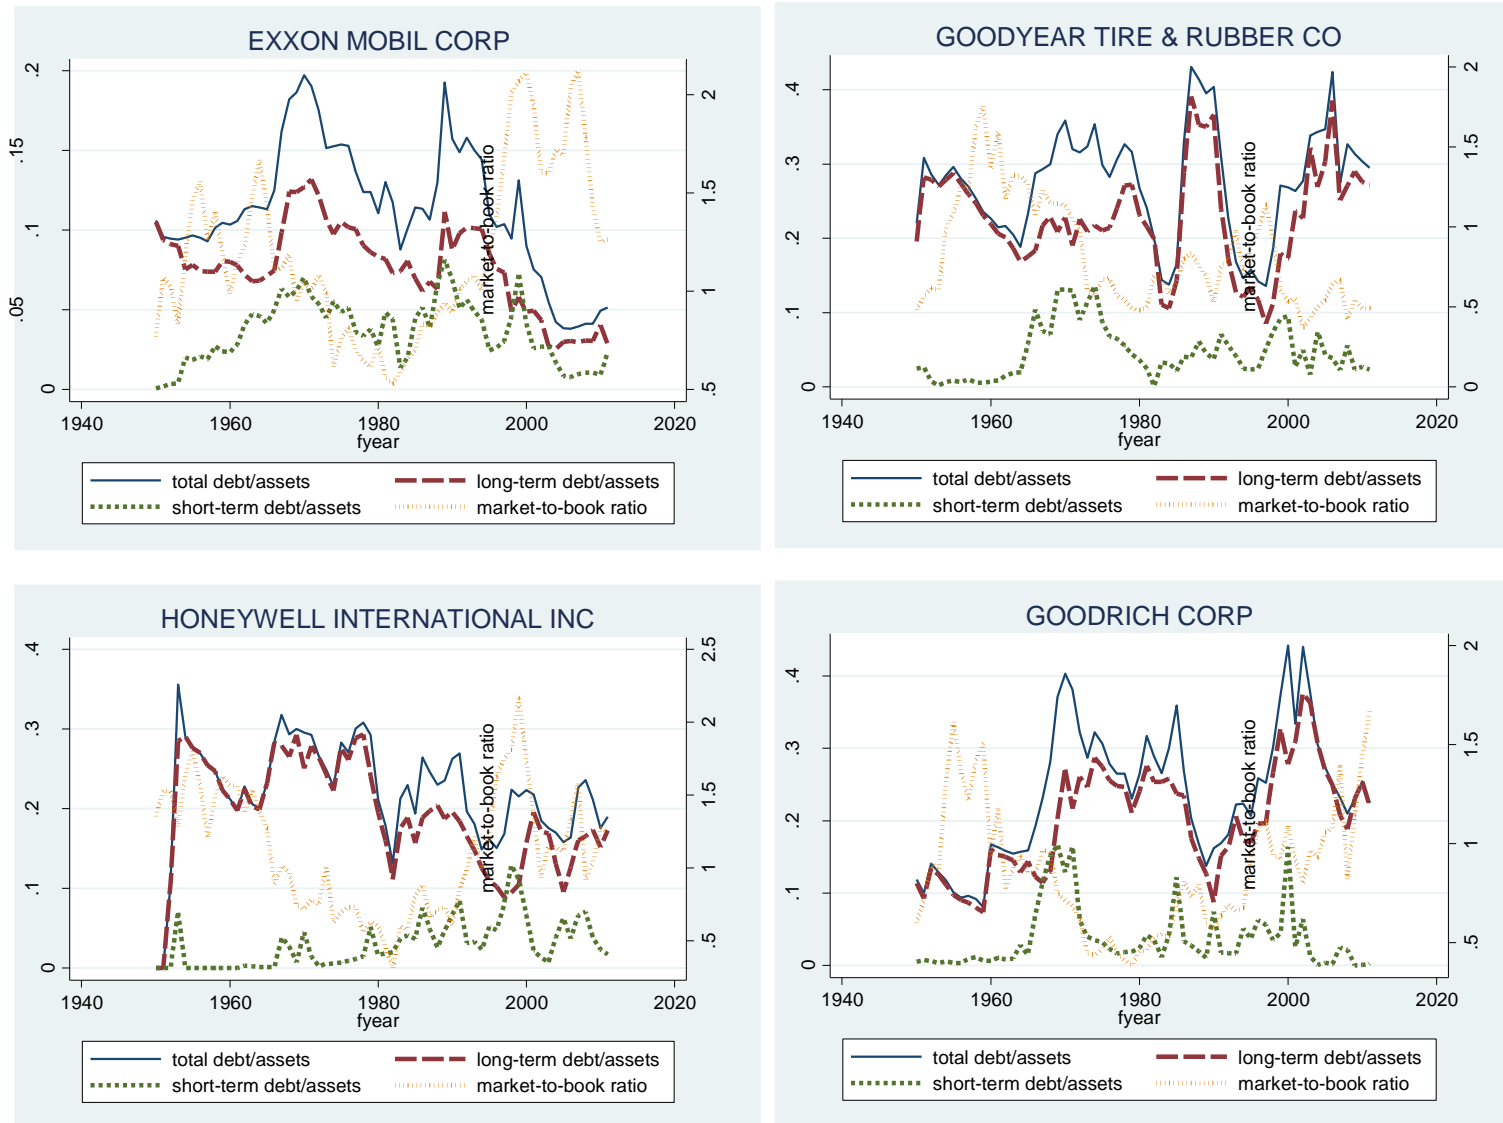 EXXON MOBIL CORP
0
.05
.1
.15
.2
.5
1
1.5
2
market-to-book ratio
1940
1960
1980
2000
2020
fyear
total debt/assets
long-term debt/assets
short-term debt/assets
market-to-book ratio
GOODYEAR TIRE & RUBBER CO
0
.1
.2
.3
.4
0
.5
1
1.5
2
market-to-book ratio
1940
1960
1980
2000
2020
fyear
total debt/assets
long-term debt/assets
short-term debt/assets
market-to-book ratio
HONEYWELL INTERNATIONAL INC
0
.1
.2
.3
.4
.5
1
1.5
2
2.5
market-to-book ratio
1940
1960
1980
2000
2020
fyear
total debt/assets
long-term debt/assets
short-term debt/assets
market-to-book ratio
GOODRICH CORP
0
.1
.2
.3
.4
.5
1
1.5
2
market-to-book ratio
1940
1960
1980
2000
2020
fyear
total debt/assets
long-term debt/assets
short-term debt/assets
market-to-book ratio